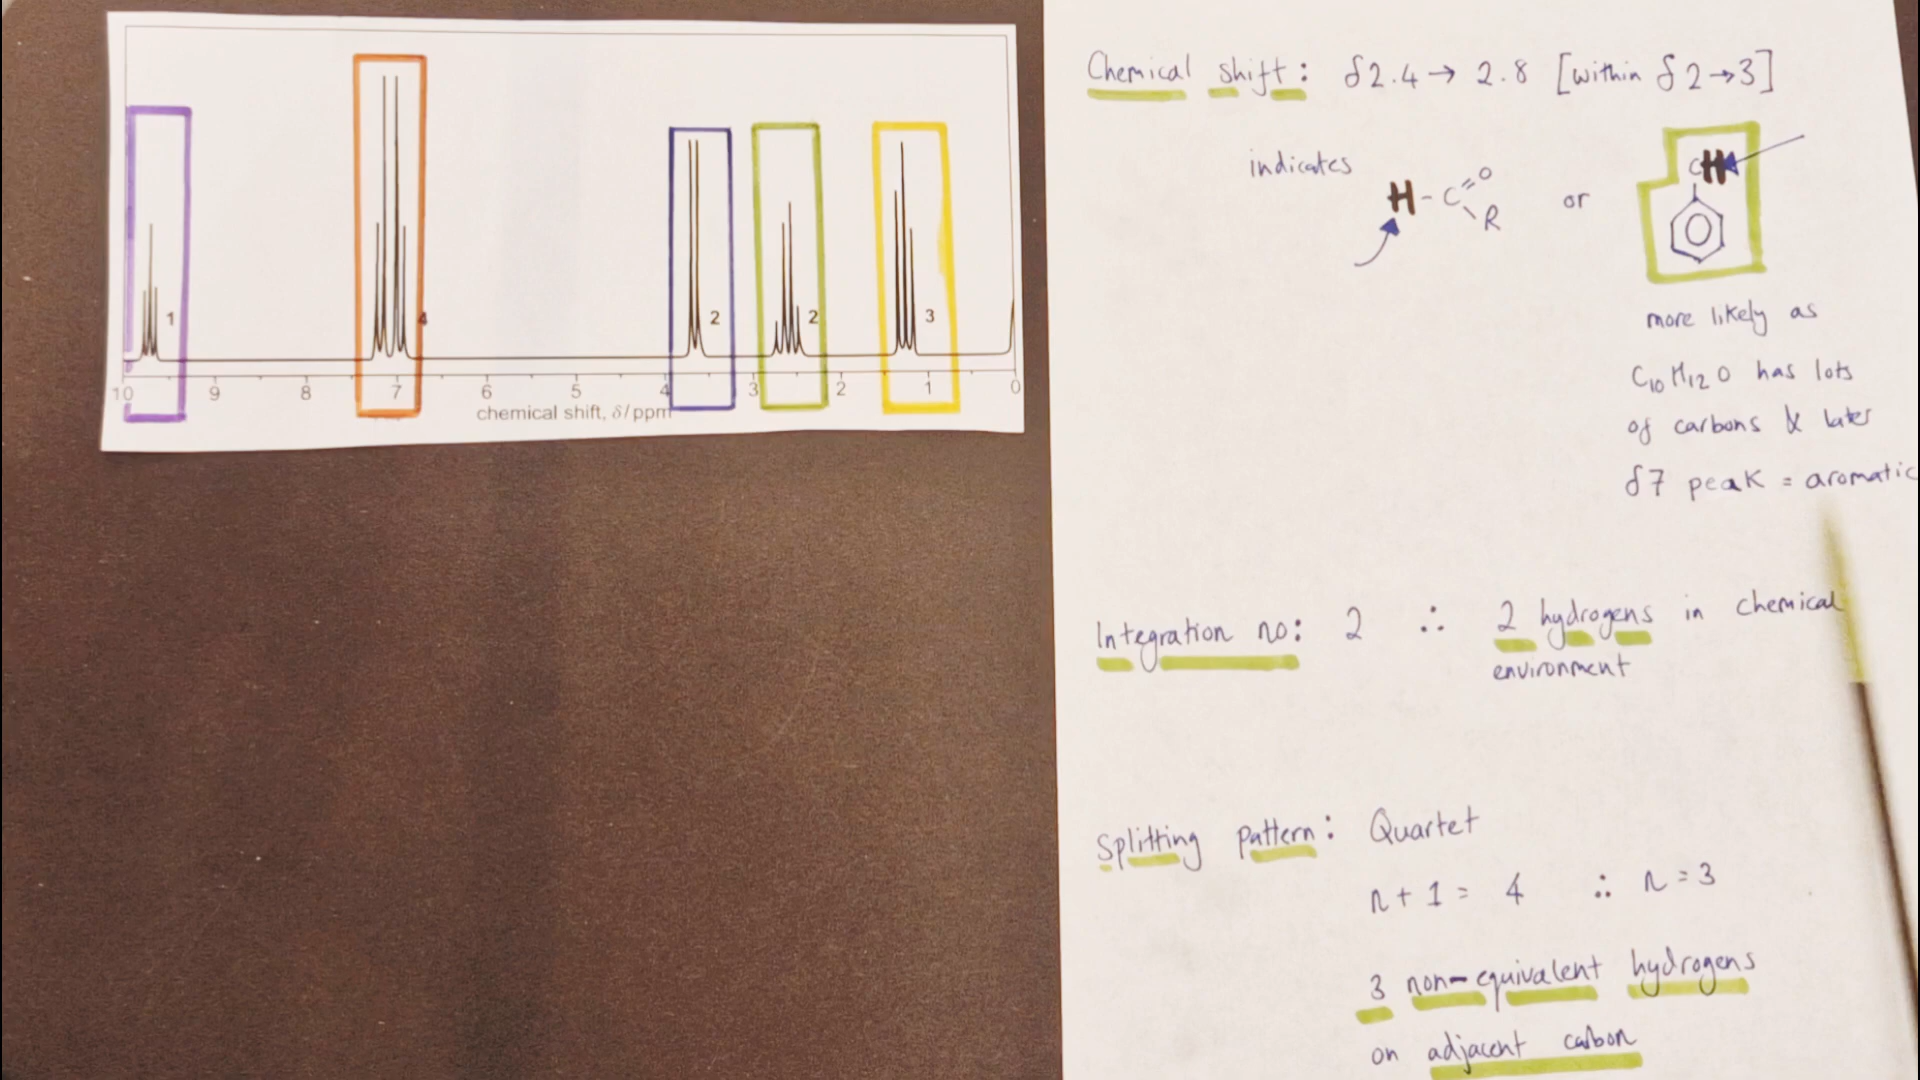 1
4
2
2
3
10 9 8 7 6 5 4 3 2 1 0
chemical shift, δ/ppm
Chemical shift: δ2.4→ 2.8 [within δ 2→3]
indicates
H - C = O
R
or
CH
more likely as
C₁₀H₁₂O has lots
of carbons & later
δ7 peak = aromatic
Integration no: 2 ∴ 2 hydrogens in chemical
environment
Splitting pattern: Quartet
n + 1 = 4 ∴ n = 3
3 non-equivalent hydrogens
on adjacent carbon